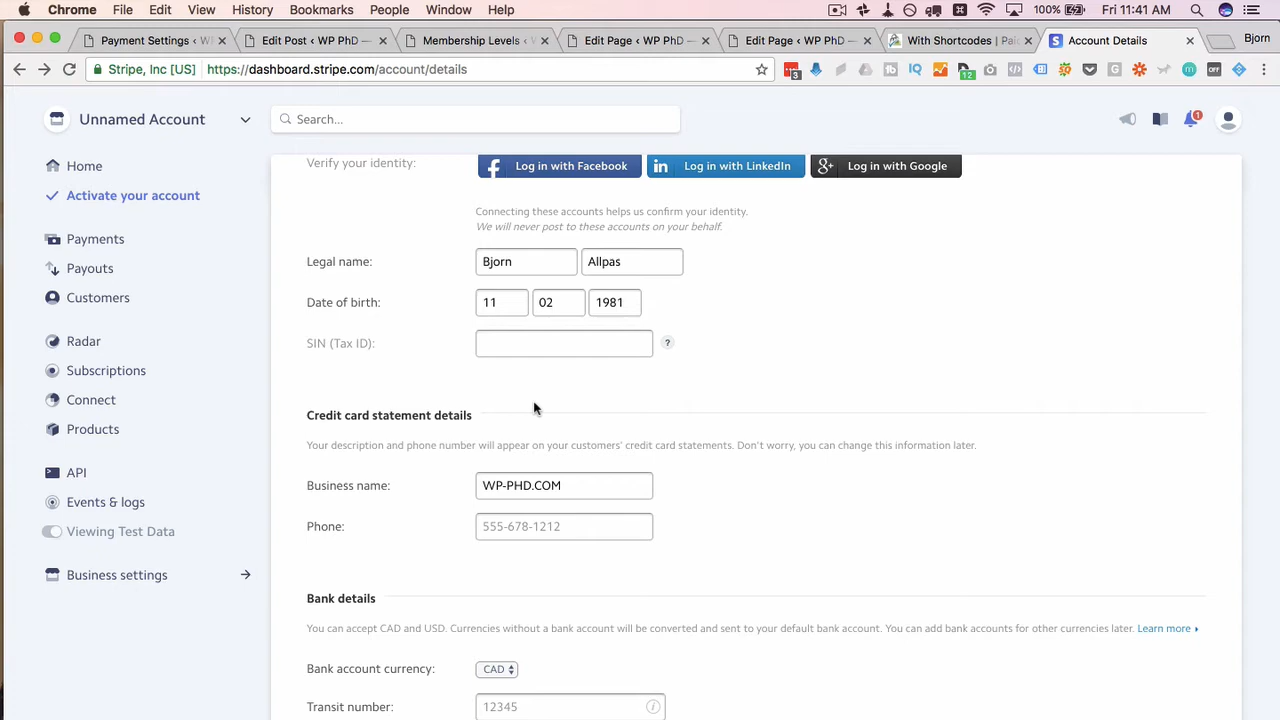 Chrome File Edit View History Bookmarks People Window Help 100% Fri 11:41 AM
Payment Settings ‹ W Edit Post ‹ WP PhD — Membership Levels ‹ W Edit Page ‹ WP PhD — Edit Page ‹ WP PhD — With Shortcodes | Pai Account Details Bjorn
Stripe, Inc [US] https://dashboard.stripe.com/account/details 3 12 IQ OFF
Unnamed Account Search... 1
Home
Activate your account
Payments
Payouts
Customers
Radar
Subscriptions
Connect
Products
API
Events & logs
Viewing Test Data
Business settings
Verify your identity: Log in with Facebook Log in with LinkedIn Log in with Google
Connecting these accounts helps us confirm your identity.
We will never post to these accounts on your behalf.
Legal name: Bjorn Allpas
Date of birth: 11 02 1981
SIN (Tax ID): ?
Credit card statement details
Your description and phone number will appear on your customers' credit card statements. Don't worry, you can change this information later.
Business name: WP-PHD.COM
Phone: 555-678-1212
Bank details
You can accept CAD and USD. Currencies without a bank account will be converted and sent to your default bank account. You can add bank accounts for other currencies later. Learn more
Bank account currency: CAD
Transit number: 12345